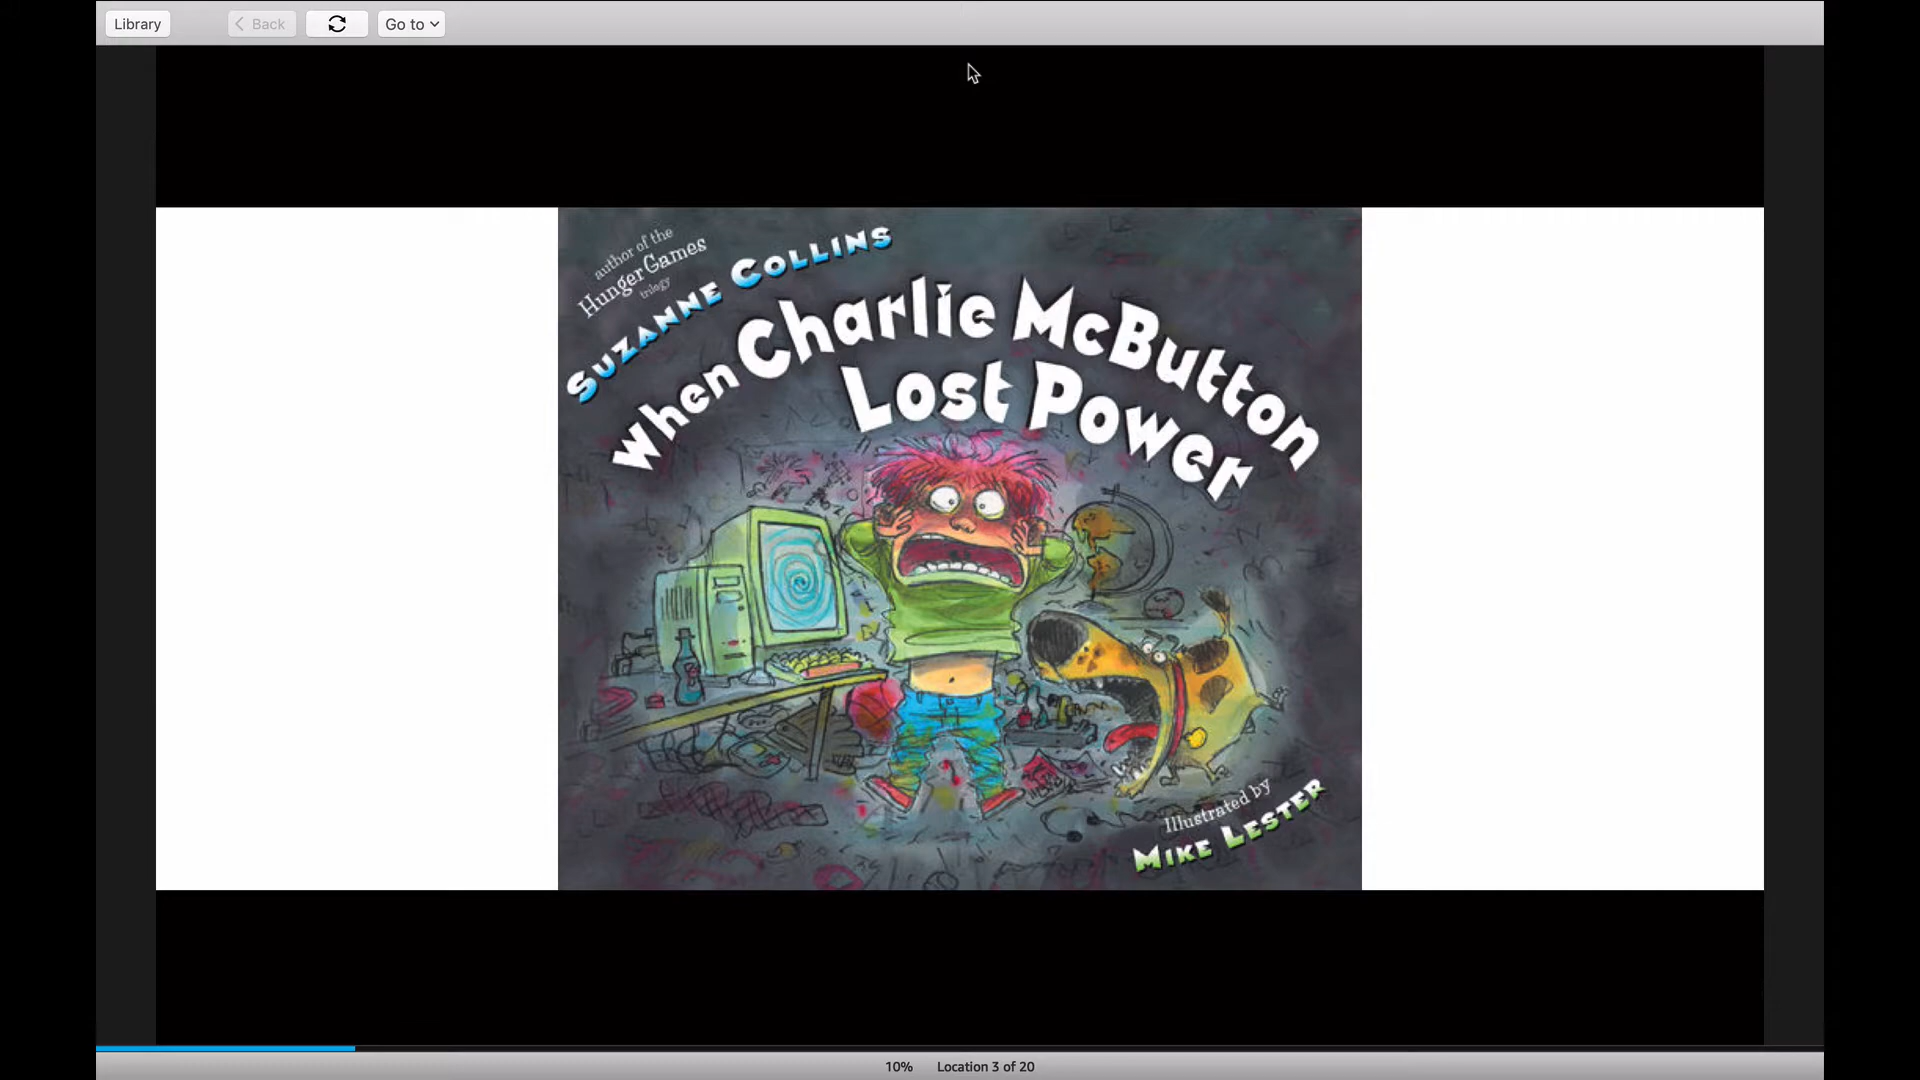 Library
Back
Go to
author of the
Hunger Games
trilogy
SUZANNE COLLINS
When Charlie McButton
Lost Power
Illustrated by
MIKE LESTER
10%
Location 3 of 20